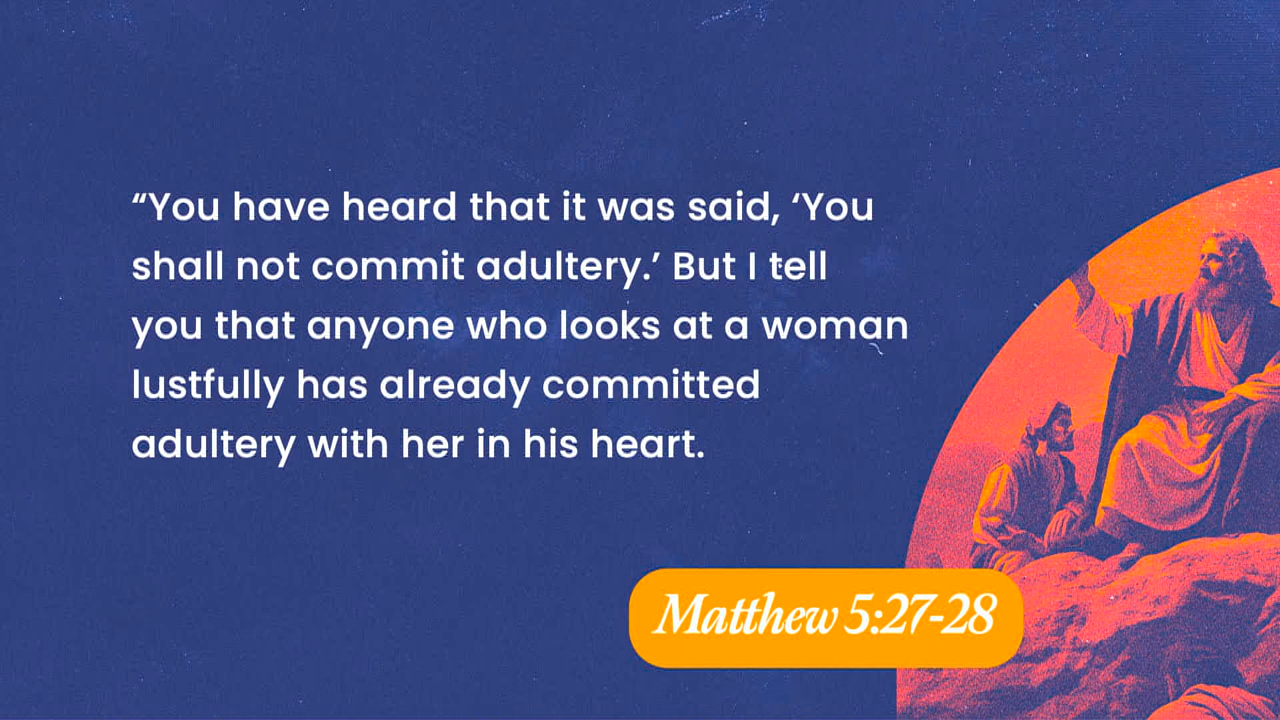 “You have heard that it was said, ‘You
shall not commit adultery.’ But I tell
you that anyone who looks at a woman
lustfully has already committed
adultery with her in his heart.
Matthew 5:27-28